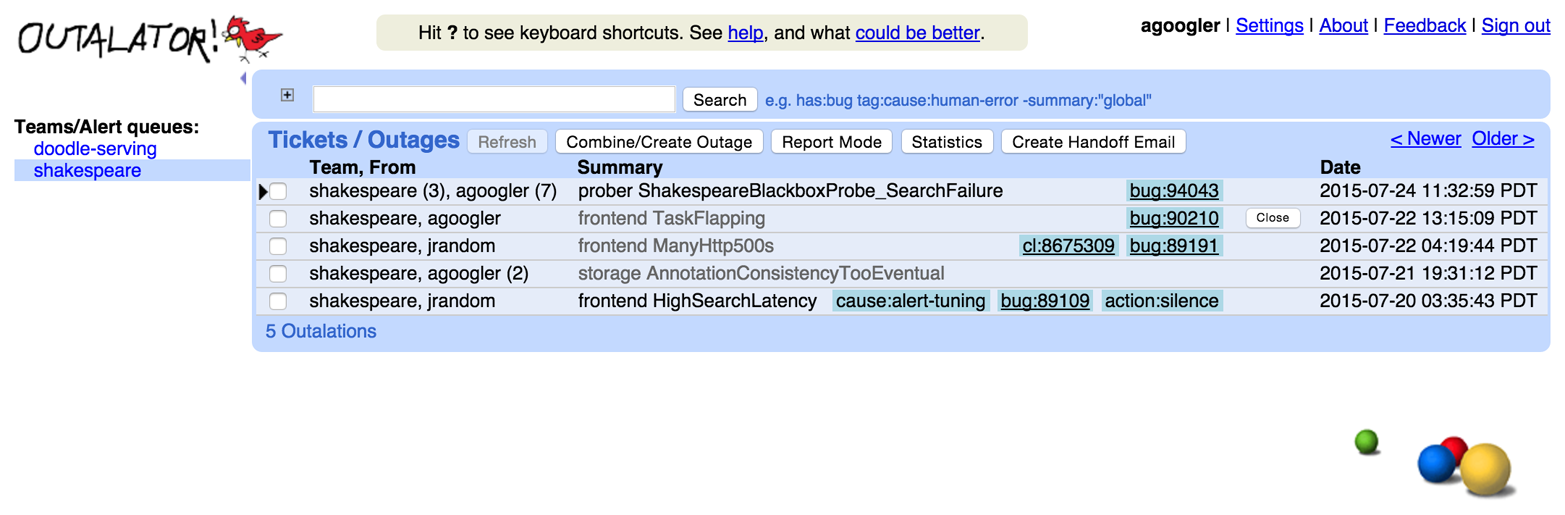 OUTALATOR!
Hit ? to see keyboard shortcuts. See help, and what could be better.
agoogler | Settings | About | Feedback | Sign out
Search e.g. has:bug tag:cause:human-error -summary:"global"
Teams/Alert queues:
doodle-serving
shakespeare
Tickets / Outages Refresh Combine/Create Outage Report Mode Statistics Create Handoff Email < Newer Older >
Team, From Summary Date
shakespeare (3), agoogler (7) prober ShakespeareBlackboxProbe_SearchFailure bug:94043 2015-07-24 11:32:59 PDT
shakespeare, agoogler frontend TaskFlapping bug:90210 Close 2015-07-22 13:15:09 PDT
shakespeare, jrandom frontend ManyHttp500s cl:8675309 bug:89191 2015-07-22 04:19:44 PDT
shakespeare, agoogler (2) storage AnnotationConsistencyTooEventual 2015-07-21 19:31:12 PDT
shakespeare, jrandom frontend HighSearchLatency cause:alert-tuning bug:89109 action:silence 2015-07-20 03:35:43 PDT
5 Outalations